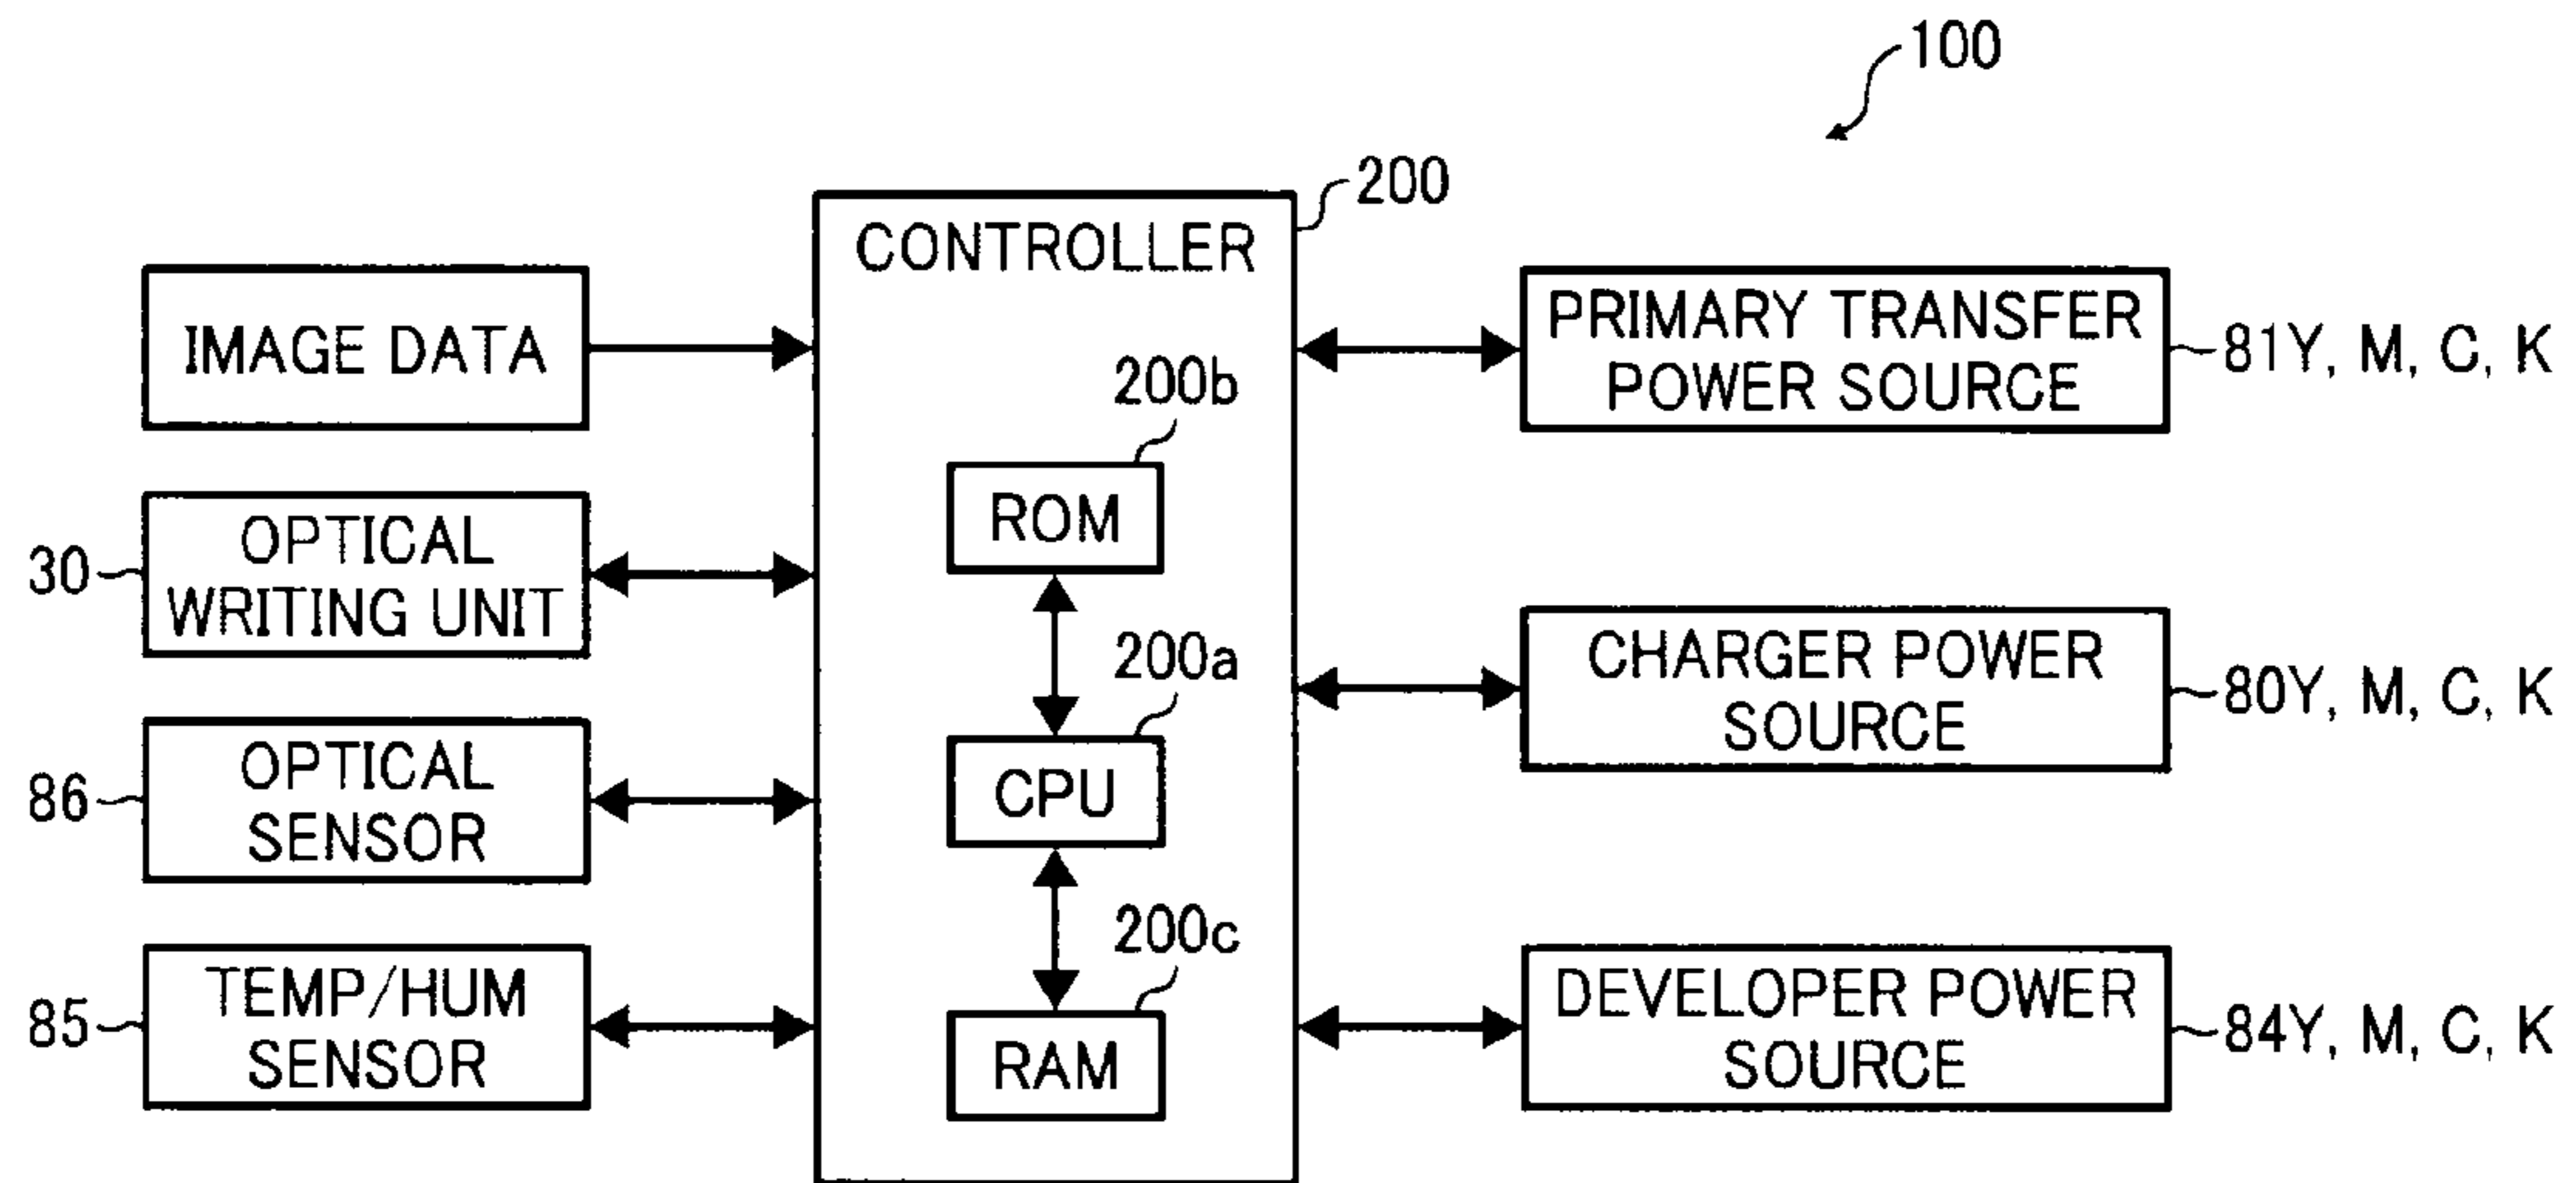 100
200
CONTROLLER
IMAGE DATA
30
OPTICAL
WRITING UNIT
86
OPTICAL
SENSOR
85
TEMP/HUM
SENSOR
200b
ROM
200a
CPU
200c
RAM
PRIMARY TRANSFER
POWER SOURCE
81Y, M, C, K
CHARGER POWER
SOURCE
80Y, M, C, K
DEVELOPER POWER
SOURCE
84Y, M, C, K